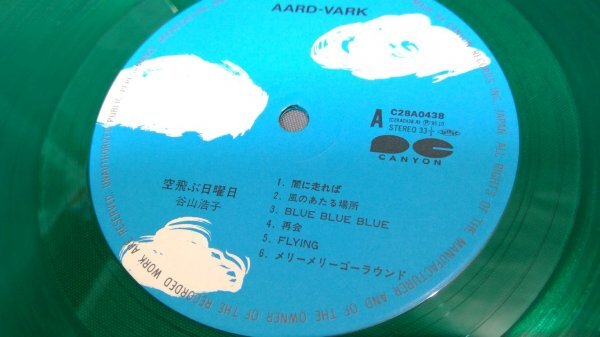 AARD-VARK
A
C28A0438
STEREO 33⅓
CANYON
空飛ぶ日曜日
谷山浩子
1. 闇に走れば
2. 風のあたる場所
3. BLUE BLUE BLUE
4. 再会
5. FLYING
6. メリーメリーゴーラウンド
OF THE MANUFACTURER AND OF THE OWNER OF THE RECORDED WORK
RESERVED